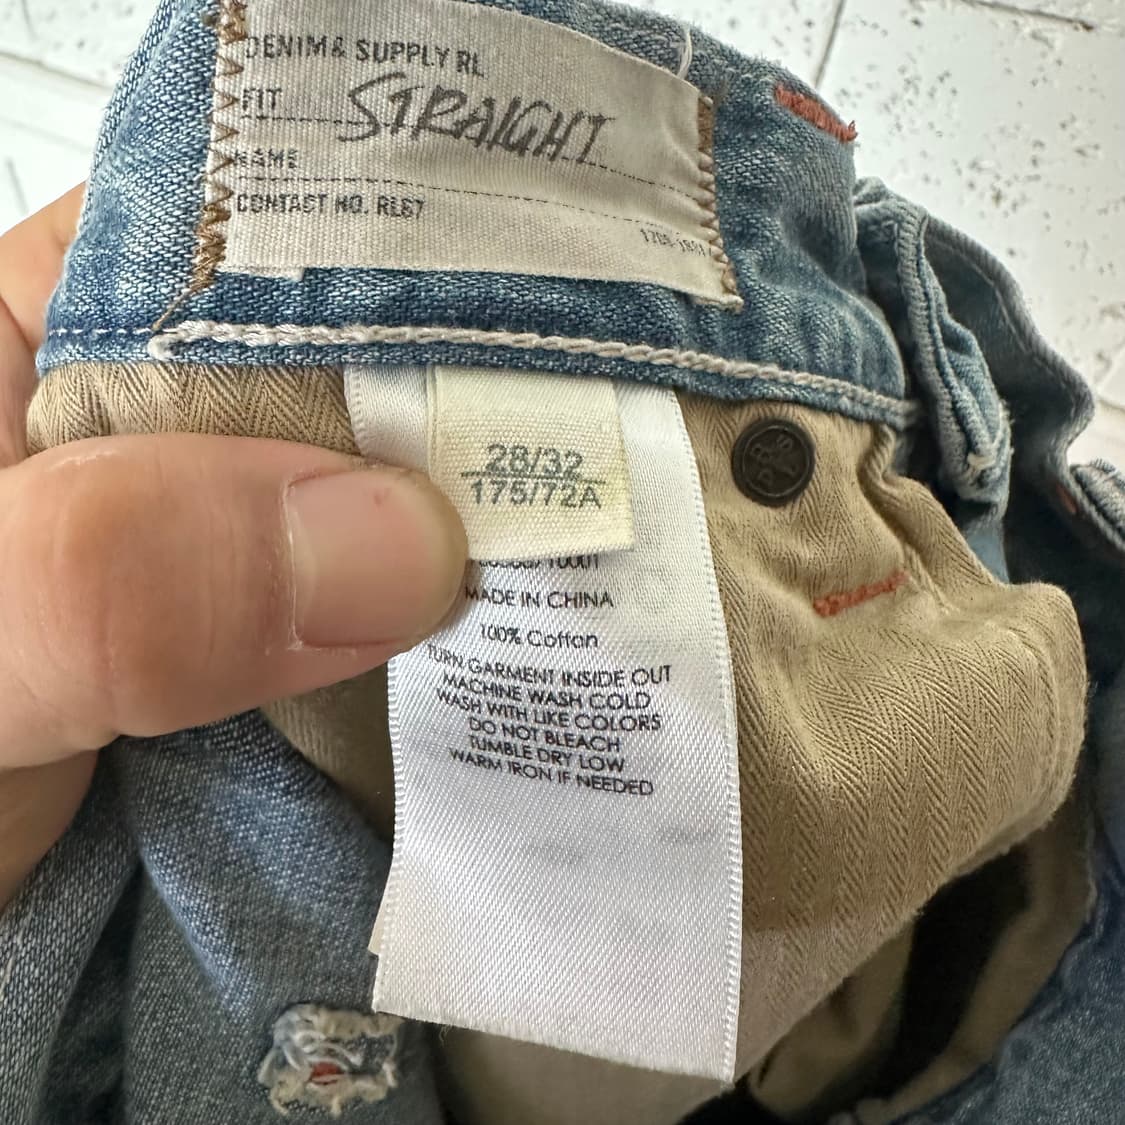 DENIM & SUPPLY RL
FIT STRAIGHT
NAME
CONTACT NO. RL67
28/32
175/72A
MADE IN CHINA
100% Cotton
TURN GARMENT INSIDE OUT
MACHINE WASH COLD
WASH WITH LIKE COLORS
DO NOT BLEACH
TUMBLE DRY LOW
WARM IRON IF NEEDED